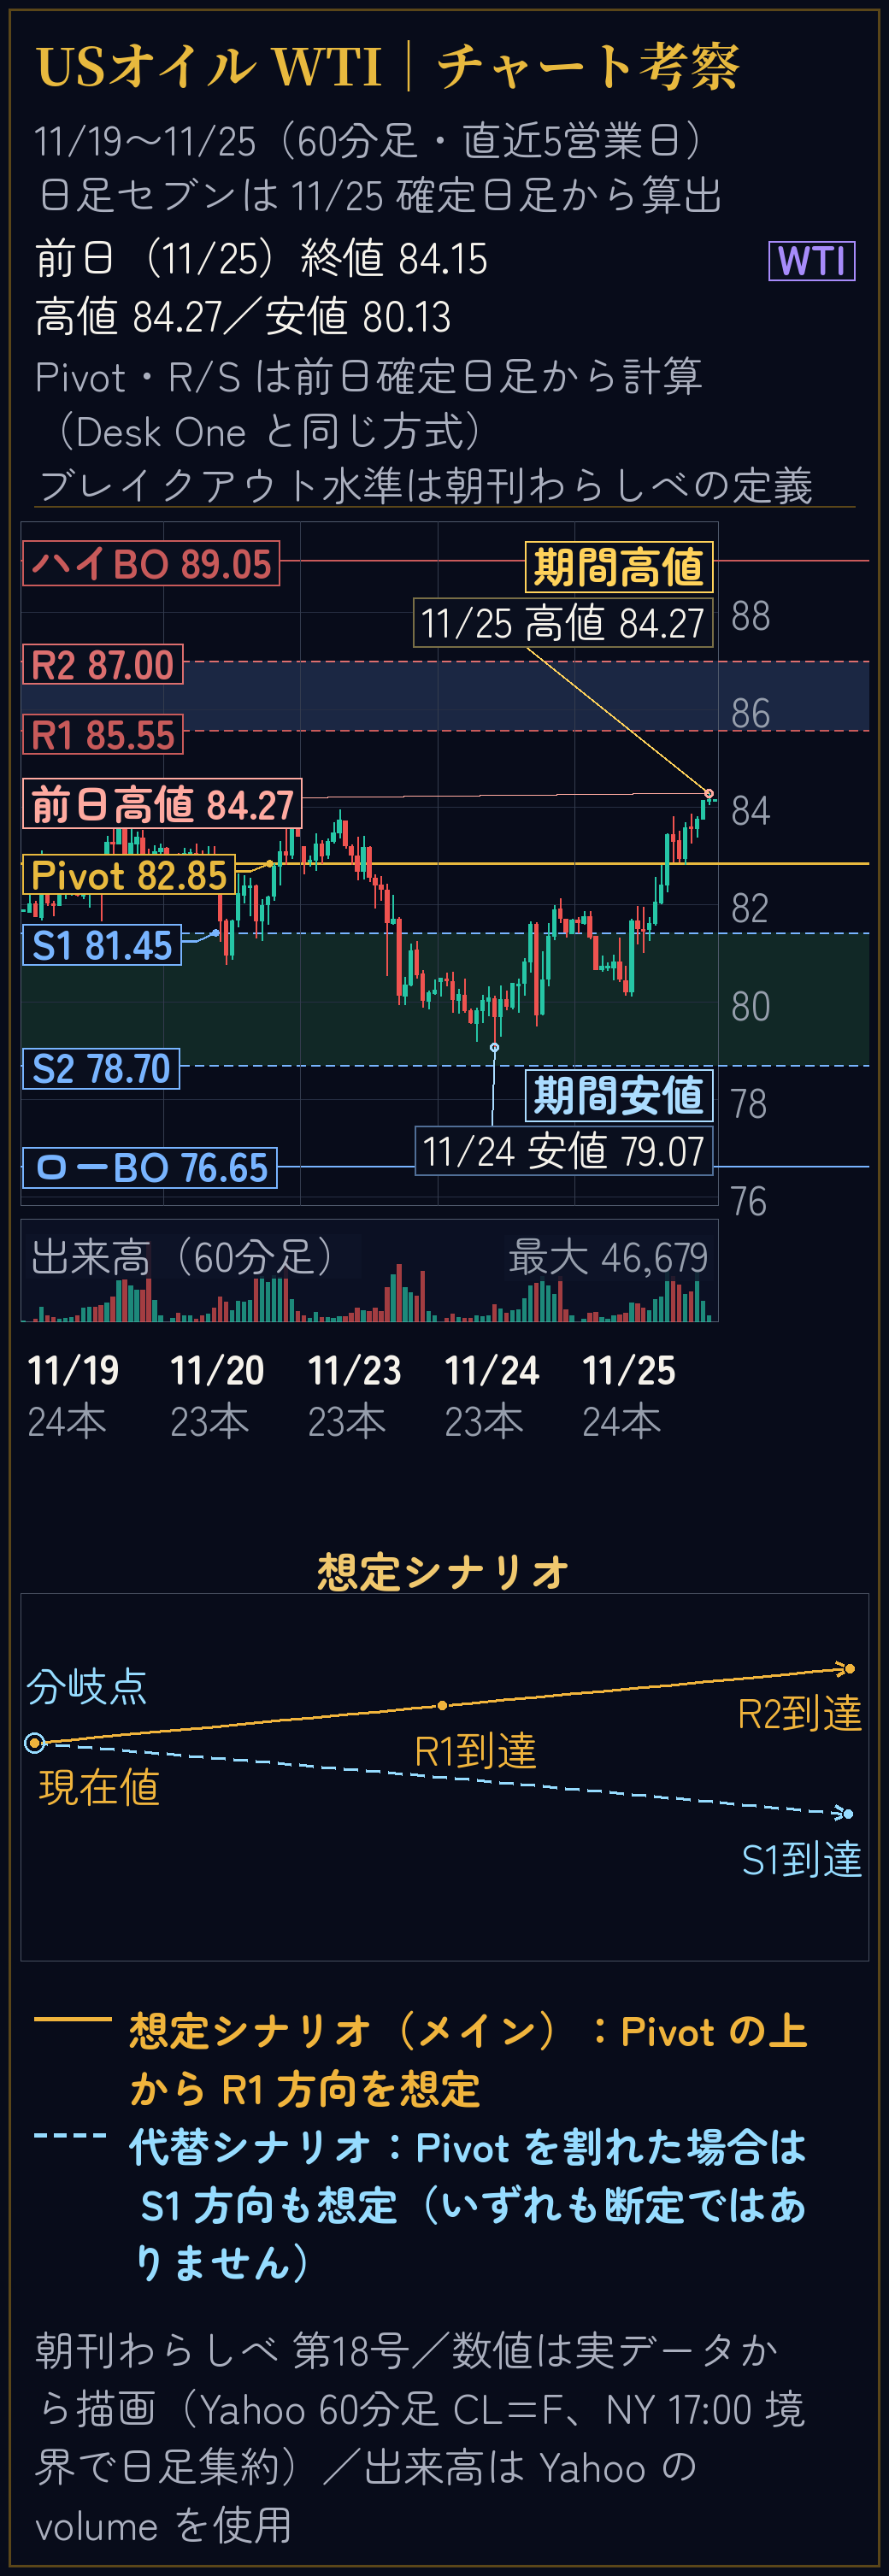 USオイル WTI｜チャート考察
11/19〜11/25（60分足・直近5営業日）
日足セブンは 11/25 確定日足から算出
前日（11/25）終値 84.15
WTI
高値 84.27／安値 80.13
Pivot・R/S は前日確定日足から計算
（Desk One と同じ方式）
ブレイクアウト水準は朝刊わらしべの定義
ハイBO 89.05
期間高値
11/25 高値 84.27
88
R2 87.00
86
R1 85.55
前日高値 84.27
84
Pivot 82.85
82
S1 81.45
80
S2 78.70
期間安値
78
11/24 安値 79.07
ローBO 76.65
76
出来高（60分足）
最大 46,679
11/19 11/20 11/23 11/24 11/25
24本 23本 23本 23本 24本
想定シナリオ
分岐点
R2到達
R1到達
現在値
S1到達
想定シナリオ（メイン）：Pivot の上
から R1 方向を想定
代替シナリオ：Pivot を割れた場合は
S1 方向も想定（いずれも断定ではあ
りません）
朝刊わらしべ 第18号／数値は実データか
ら描画（Yahoo 60分足 CL=F、NY 17:00 境
界で日足集約）／出来高は Yahoo の
volume を使用